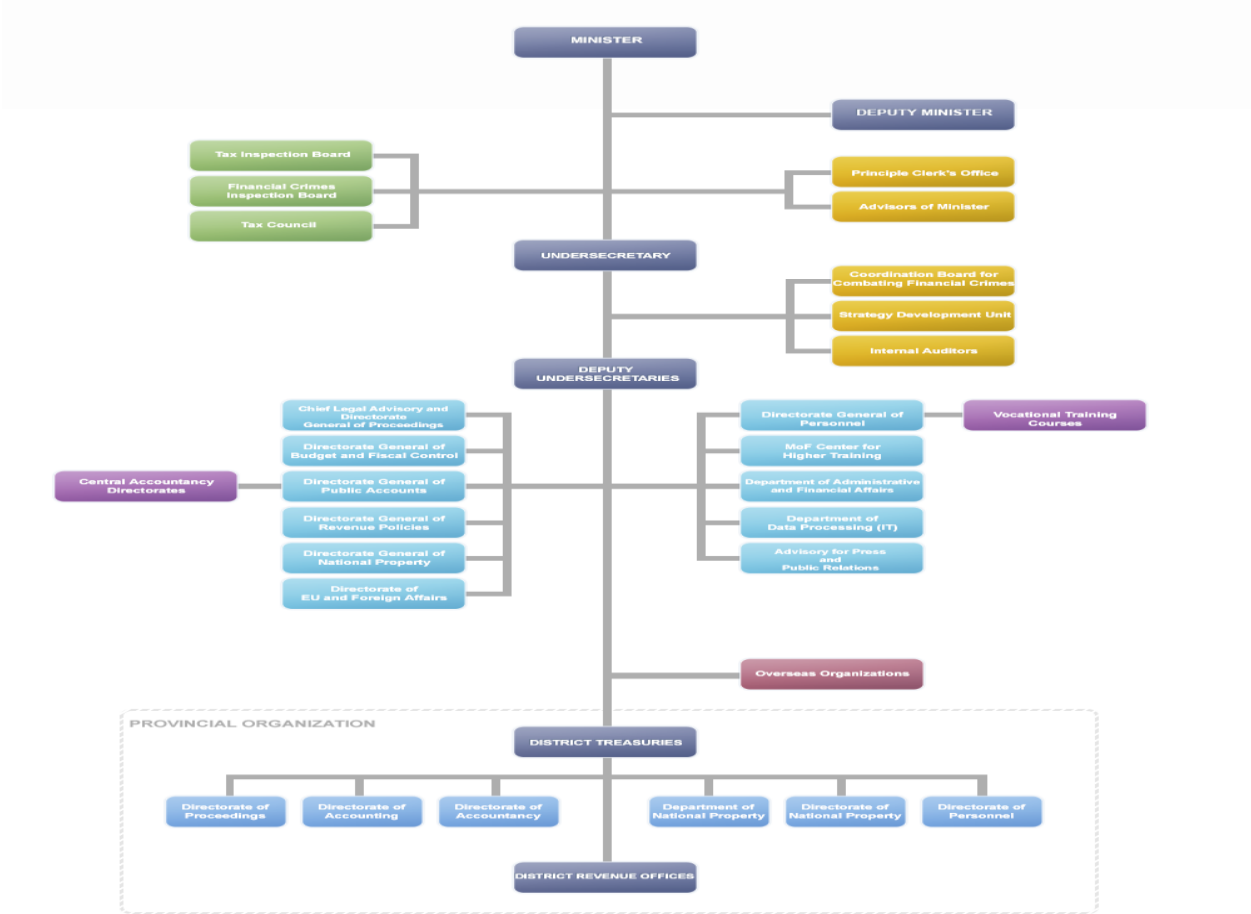 MINISTER
DEPUTY MINISTER
Tax Inspection Board
Financial Crimes
Inspection Board
Tax Council
Principle Clerk's Office
Advisors of Minister
UNDERSECRETARY
Coordination Board for
Combating Financial Crimes
Strategy Development Unit
Internal Auditors
DEPUTY
UNDERSECRETARIES
Chief Legal Advisory and
Directorate
General of Proceedings
Directorate General of
Budget and Fiscal Control
Central Accountancy
Directorates
Directorate General of
Public Accounts
Directorate General of
Revenue Policies
Directorate General of
National Property
Directorate of
EU and Foreign Affairs
Directorate General of
Personnel
Vocational Training
Courses
MoF Center for
Higher Training
Department of Administrative
and Financial Affairs
Department of
Data Processing (IT)
Advisory for Press
and
Public Relations
Overseas Organizations
PROVINCIAL ORGANIZATION
DISTRICT TREASURIES
Directorate of
Proceedings
Directorate of
Accounting
Directorate of
Accountancy
Department of
National Property
Directorate of
National Property
Directorate of
Personnel
DISTRICT REVENUE OFFICES